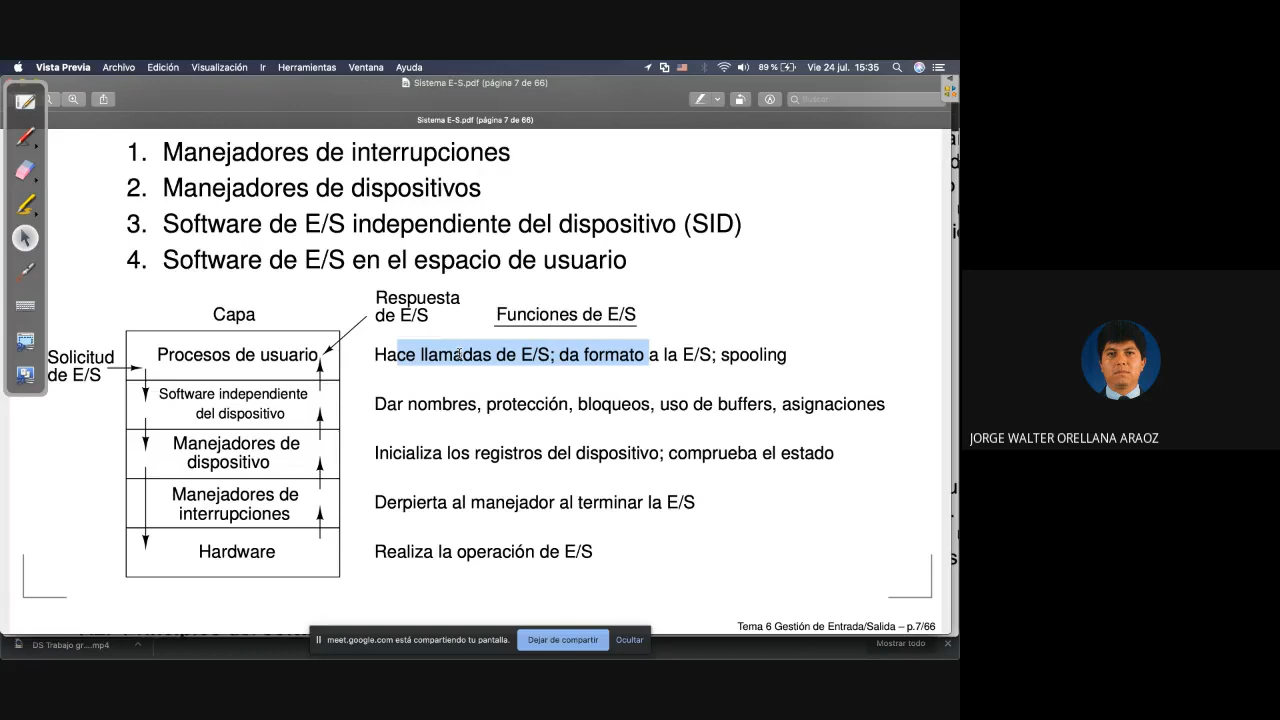 Vista Previa Archivo Edición Visualización Ir Herramientas Ventana Ayuda
89 % Vie 24 jul. 15:35
Sistema E-S.pdf (página 7 de 66)
Buscar
Sistema E-S.pdf (página 7 de 66)
1. Manejadores de interrupciones
2. Manejadores de dispositivos
3. Software de E/S independiente del dispositivo (SID)
4. Software de E/S en el espacio de usuario
Capa
Respuesta
de E/S
Funciones de E/S
Solicitud
de E/S
Procesos de usuario
Hace llamadas de E/S; da formato a la E/S; spooling
Software independiente
del dispositivo
Dar nombres, protección, bloqueos, uso de buffers, asignaciones
Manejadores de
dispositivo
Inicializa los registros del dispositivo; comprueba el estado
Manejadores de
interrupciones
Derpierta al manejador al terminar la E/S
Hardware
Realiza la operación de E/S
Tema 6 Gestión de Entrada/Salida – p.7/66
meet.google.com está compartiendo tu pantalla.
Dejar de compartir
Ocultar
DS Trabajo gr....mp4
Mostrar todo
JORGE WALTER ORELLANA ARAOZ